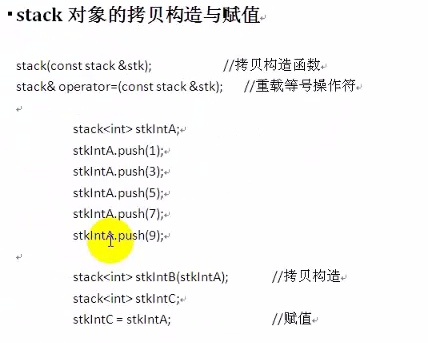 ▪stack 对象的拷贝构造与赋值
stack(const stack &stk); //拷贝构造函数
stack& operator=(const stack &stk); //重载等号操作符
stack<int> stkIntA;
stkIntA.push(1);
stkIntA.push(3);
stkIntA.push(5);
stkIntA.push(7);
stkIntA.push(9);
stack<int> stkIntB(stkIntA); //拷贝构造
stack<int> stkIntC;
stkIntC = stkIntA; //赋值